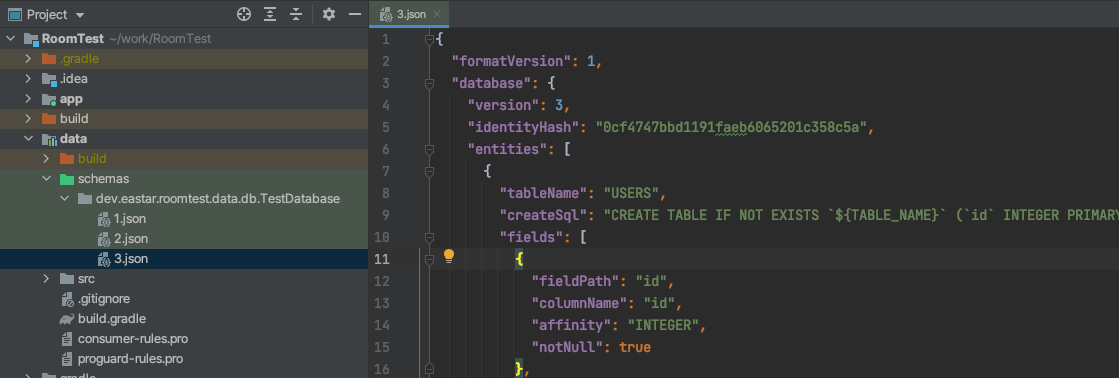 Project
RoomTest ~/work/RoomTest
.gradle
.idea
app
build
data
build
schemas
dev.eastar.roomtest.data.db.TestDatabase
1.json
2.json
3.json
src
.gitignore
build.gradle
consumer-rules.pro
proguard-rules.pro
gradle
3.json
1 {
2 "formatVersion": 1,
3 "database": {
4 "version": 3,
5 "identityHash": "0cf4747bbd1191faeb6065201c358c5a",
6 "entities": [
7 {
8 "tableName": "USERS",
9 "createSql": "CREATE TABLE IF NOT EXISTS `${TABLE_NAME}` (`id` INTEGER PRIMARY
10 "fields": [
11 {
12 "fieldPath": "id",
13 "columnName": "id",
14 "affinity": "INTEGER",
15 "notNull": true
16 },